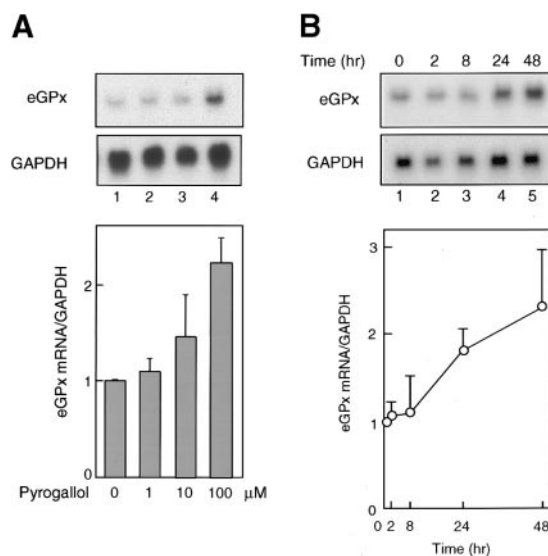 A
eGPx
GAPDH
1 2 3 4
eGPx mRNA/GAPDH
2
1
0
Pyrogallol 0 1 10 100 μM
B
Time (hr) 0 2 8 24 48
eGPx
GAPDH
1 2 3 4 5
eGPx mRNA/GAPDH
3
2
1
0
0 2 8 24 48
Time (hr)